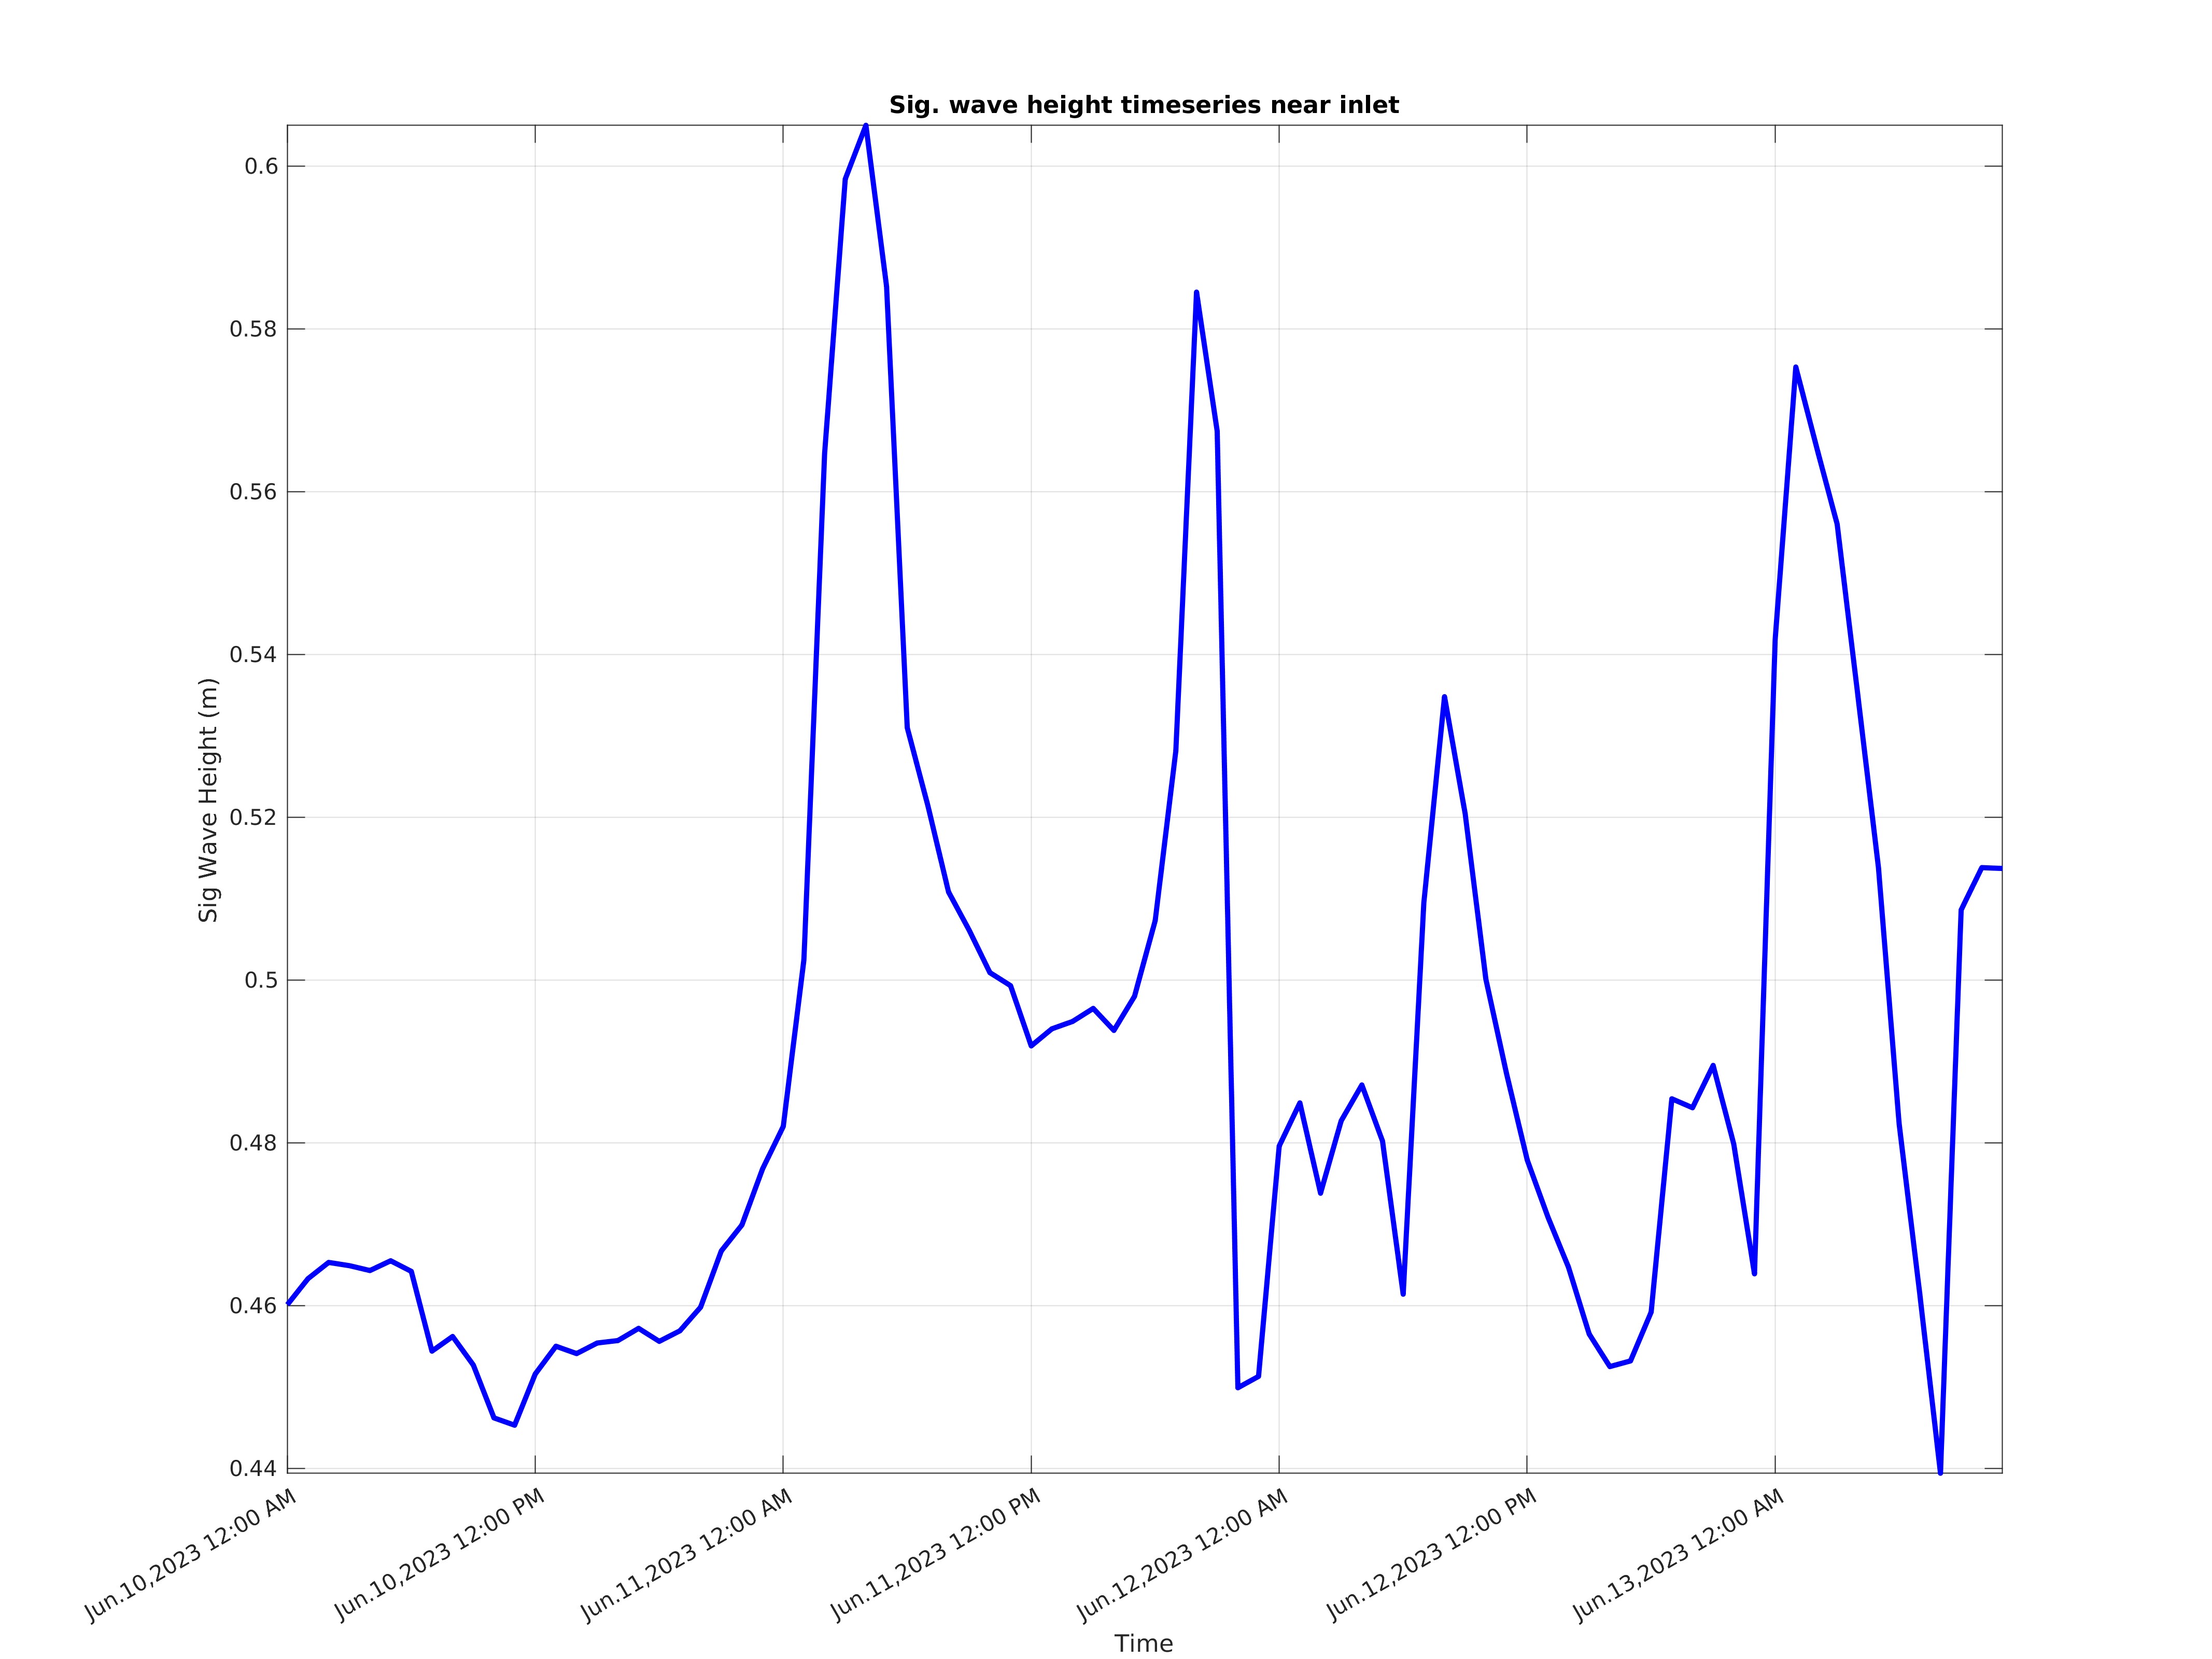 Sig. wave height timeseries near inlet
Sig Wave Height (m)
0.6
0.58
0.56
0.54
0.52
0.5
0.48
0.46
0.44
Jun.10,2023 12:00 AM
Jun.10,2023 12:00 PM
Jun.11,2023 12:00 AM
Jun.11,2023 12:00 PM
Jun.12,2023 12:00 AM
Jun.12,2023 12:00 PM
Jun.13,2023 12:00 AM
Time